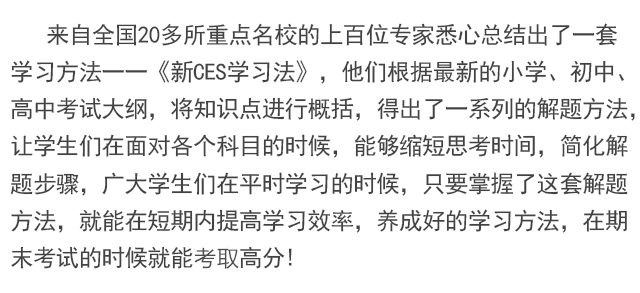 来自全国20多所重点名校的上百位专家悉心总结出了一套
学习方法一一《新CES学习法》，他们根据最新的小学、初中、
高中考试大纲，将知识点进行概括，得出了一系列的解题方法，
让学生们在面对各个科目的时候，能够缩短思考时间，简化解
题步骤，广大学生们在平时学习的时候，只要掌握了这套解题
方法，就能在短期内提高学习效率，养成好的学习方法，在期
末考试的时候就能考取高分!